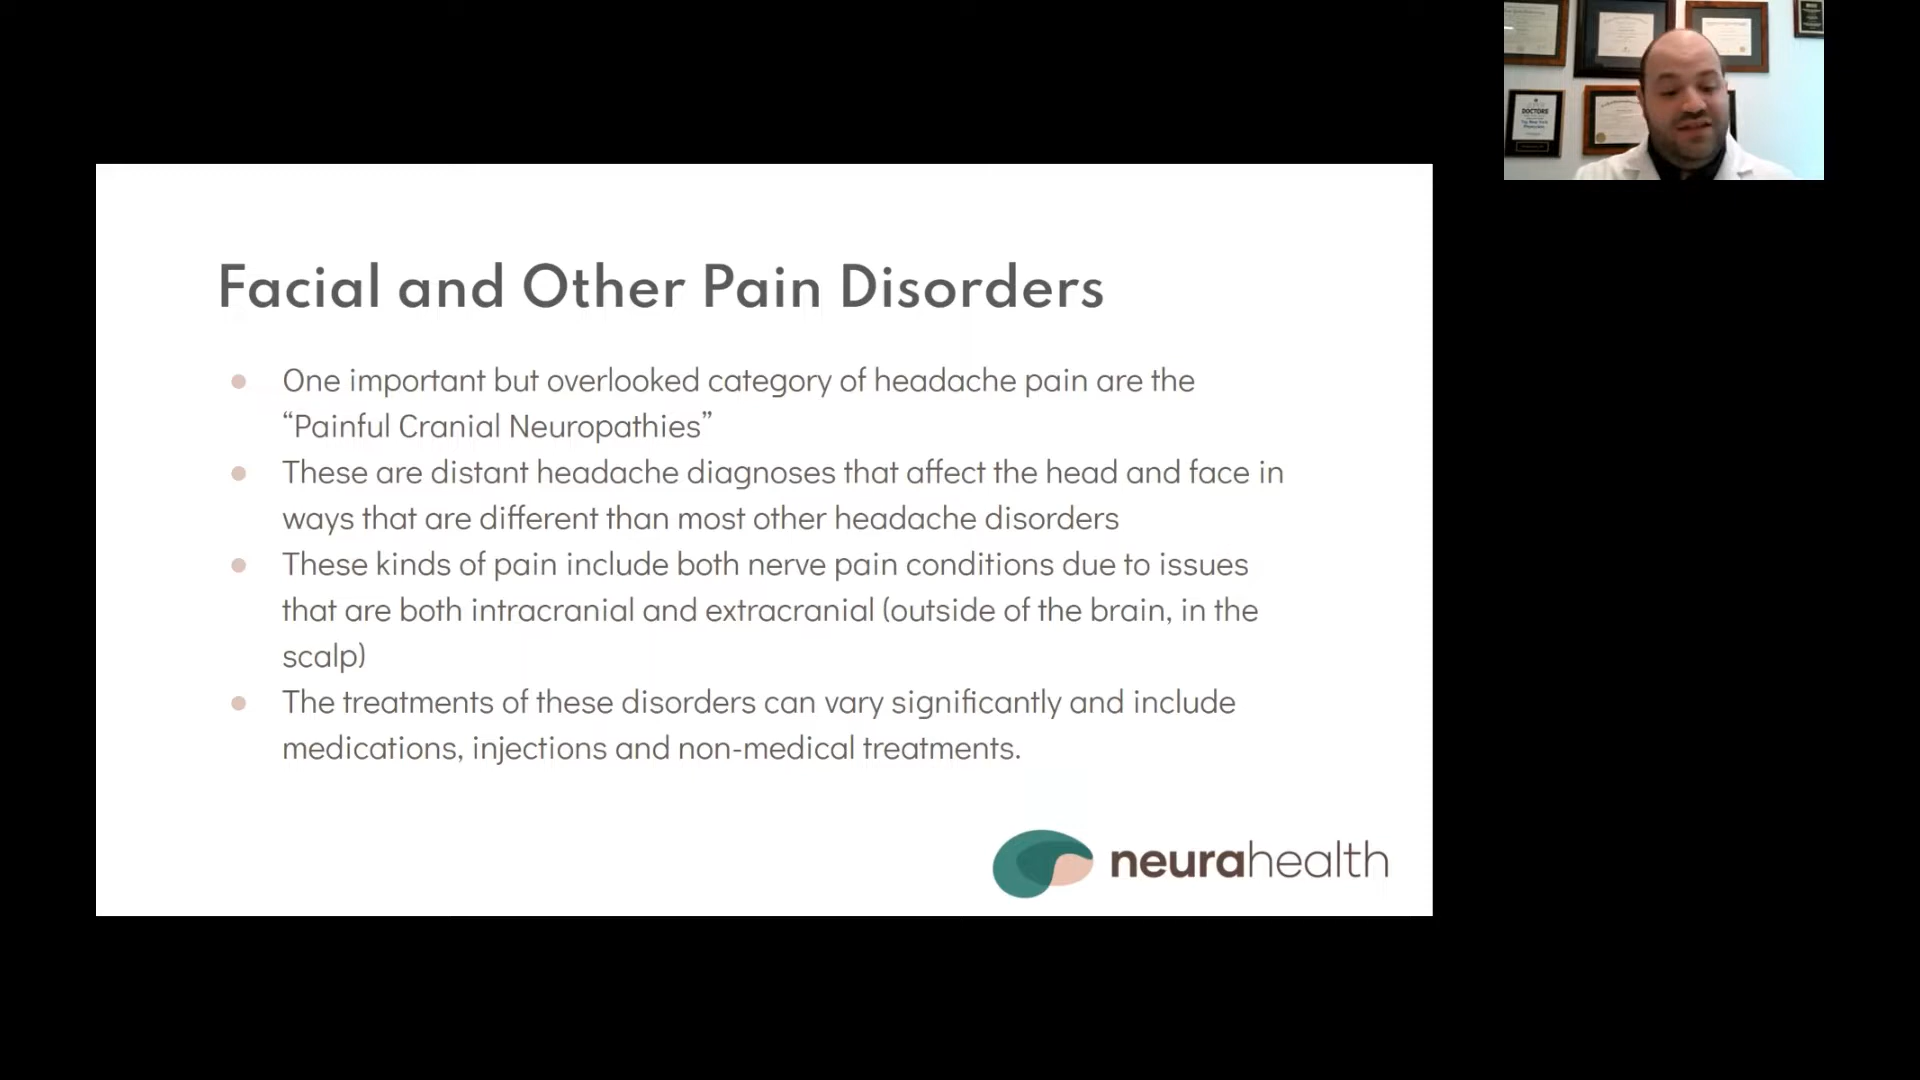 Facial and Other Pain Disorders
One important but overlooked category of headache pain are the
“Painful Cranial Neuropathies”
These are distant headache diagnoses that affect the head and face in
ways that are different than most other headache disorders
These kinds of pain include both nerve pain conditions due to issues
that are both intracranial and extracranial (outside of the brain, in the
scalp)
The treatments of these disorders can vary significantly and include
medications, injections and non-medical treatments.
neurahealth
DOCTORS